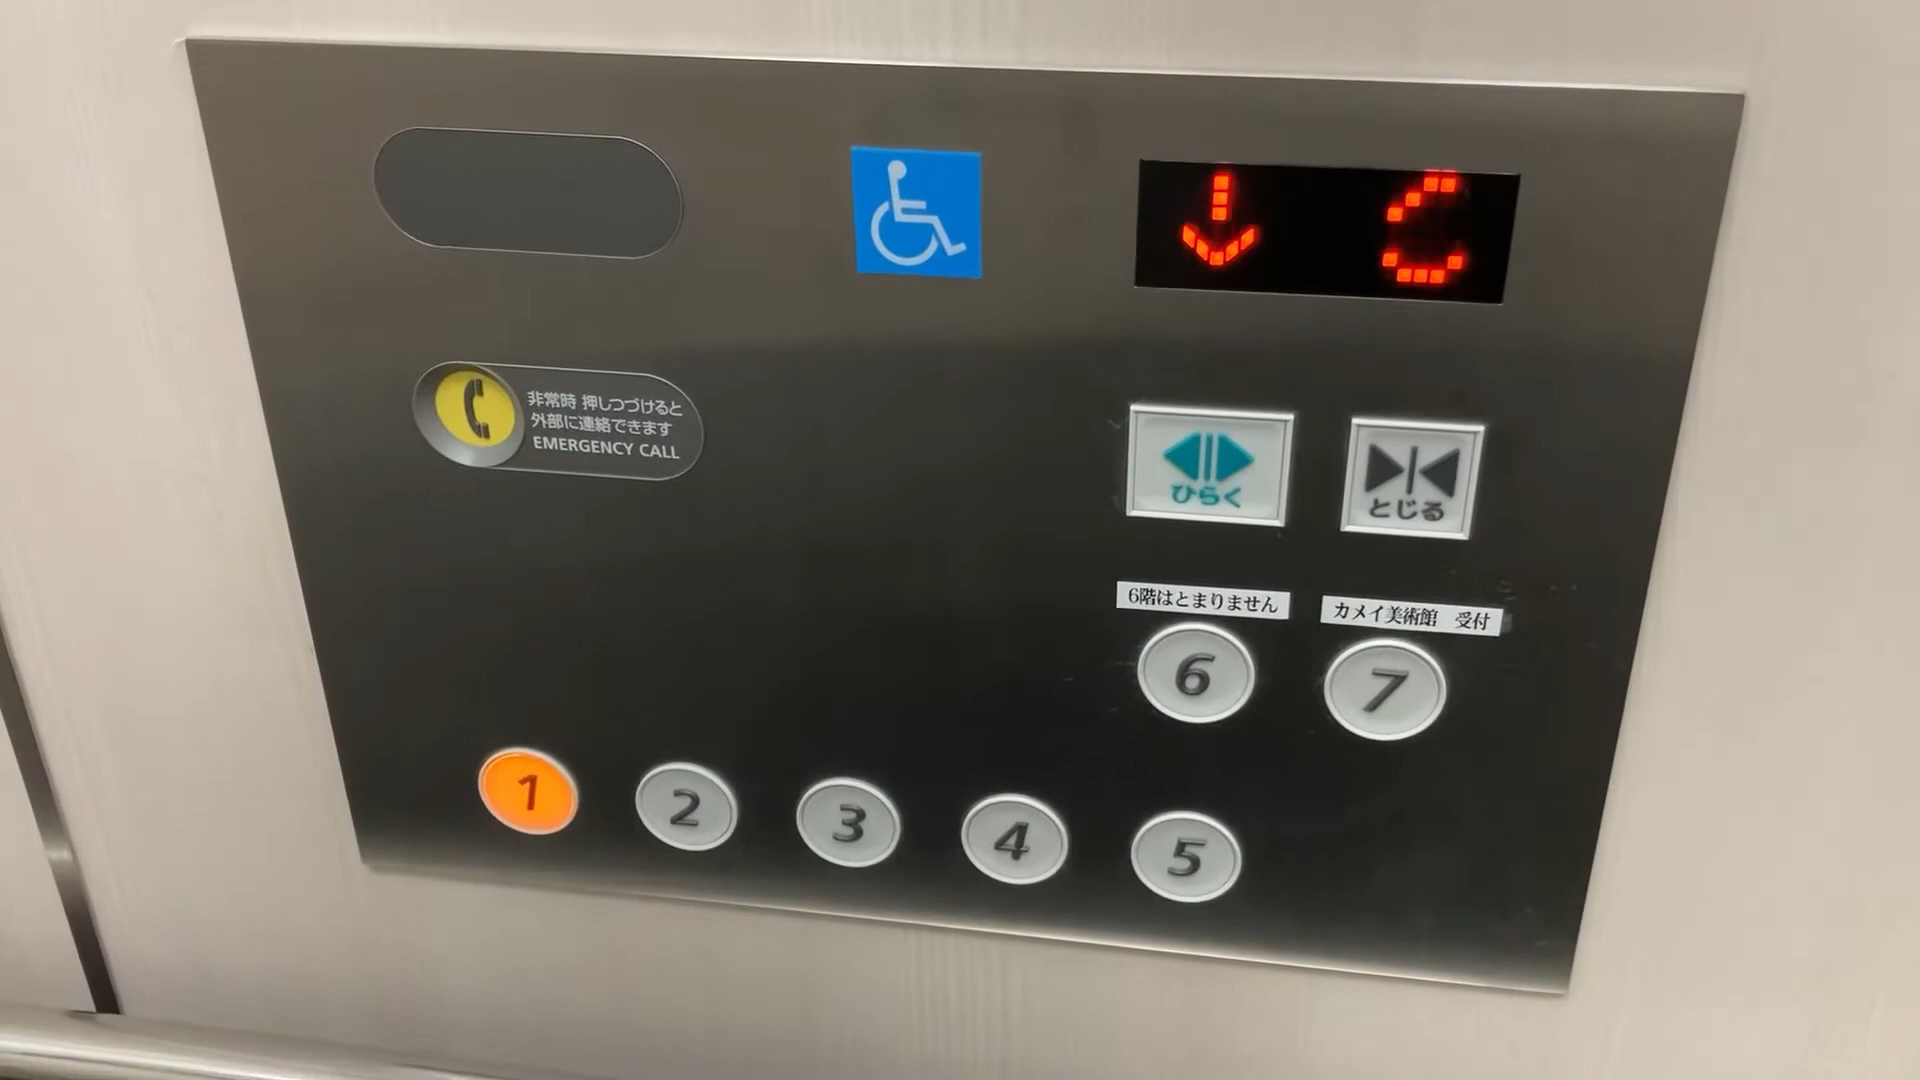 非常時 押しつづけると
外部に連絡できます
EMERGENCY CALL
ひらく
とじる
6階はとまりません
カメイ美術館 受付
6
7
1
2
3
4
5